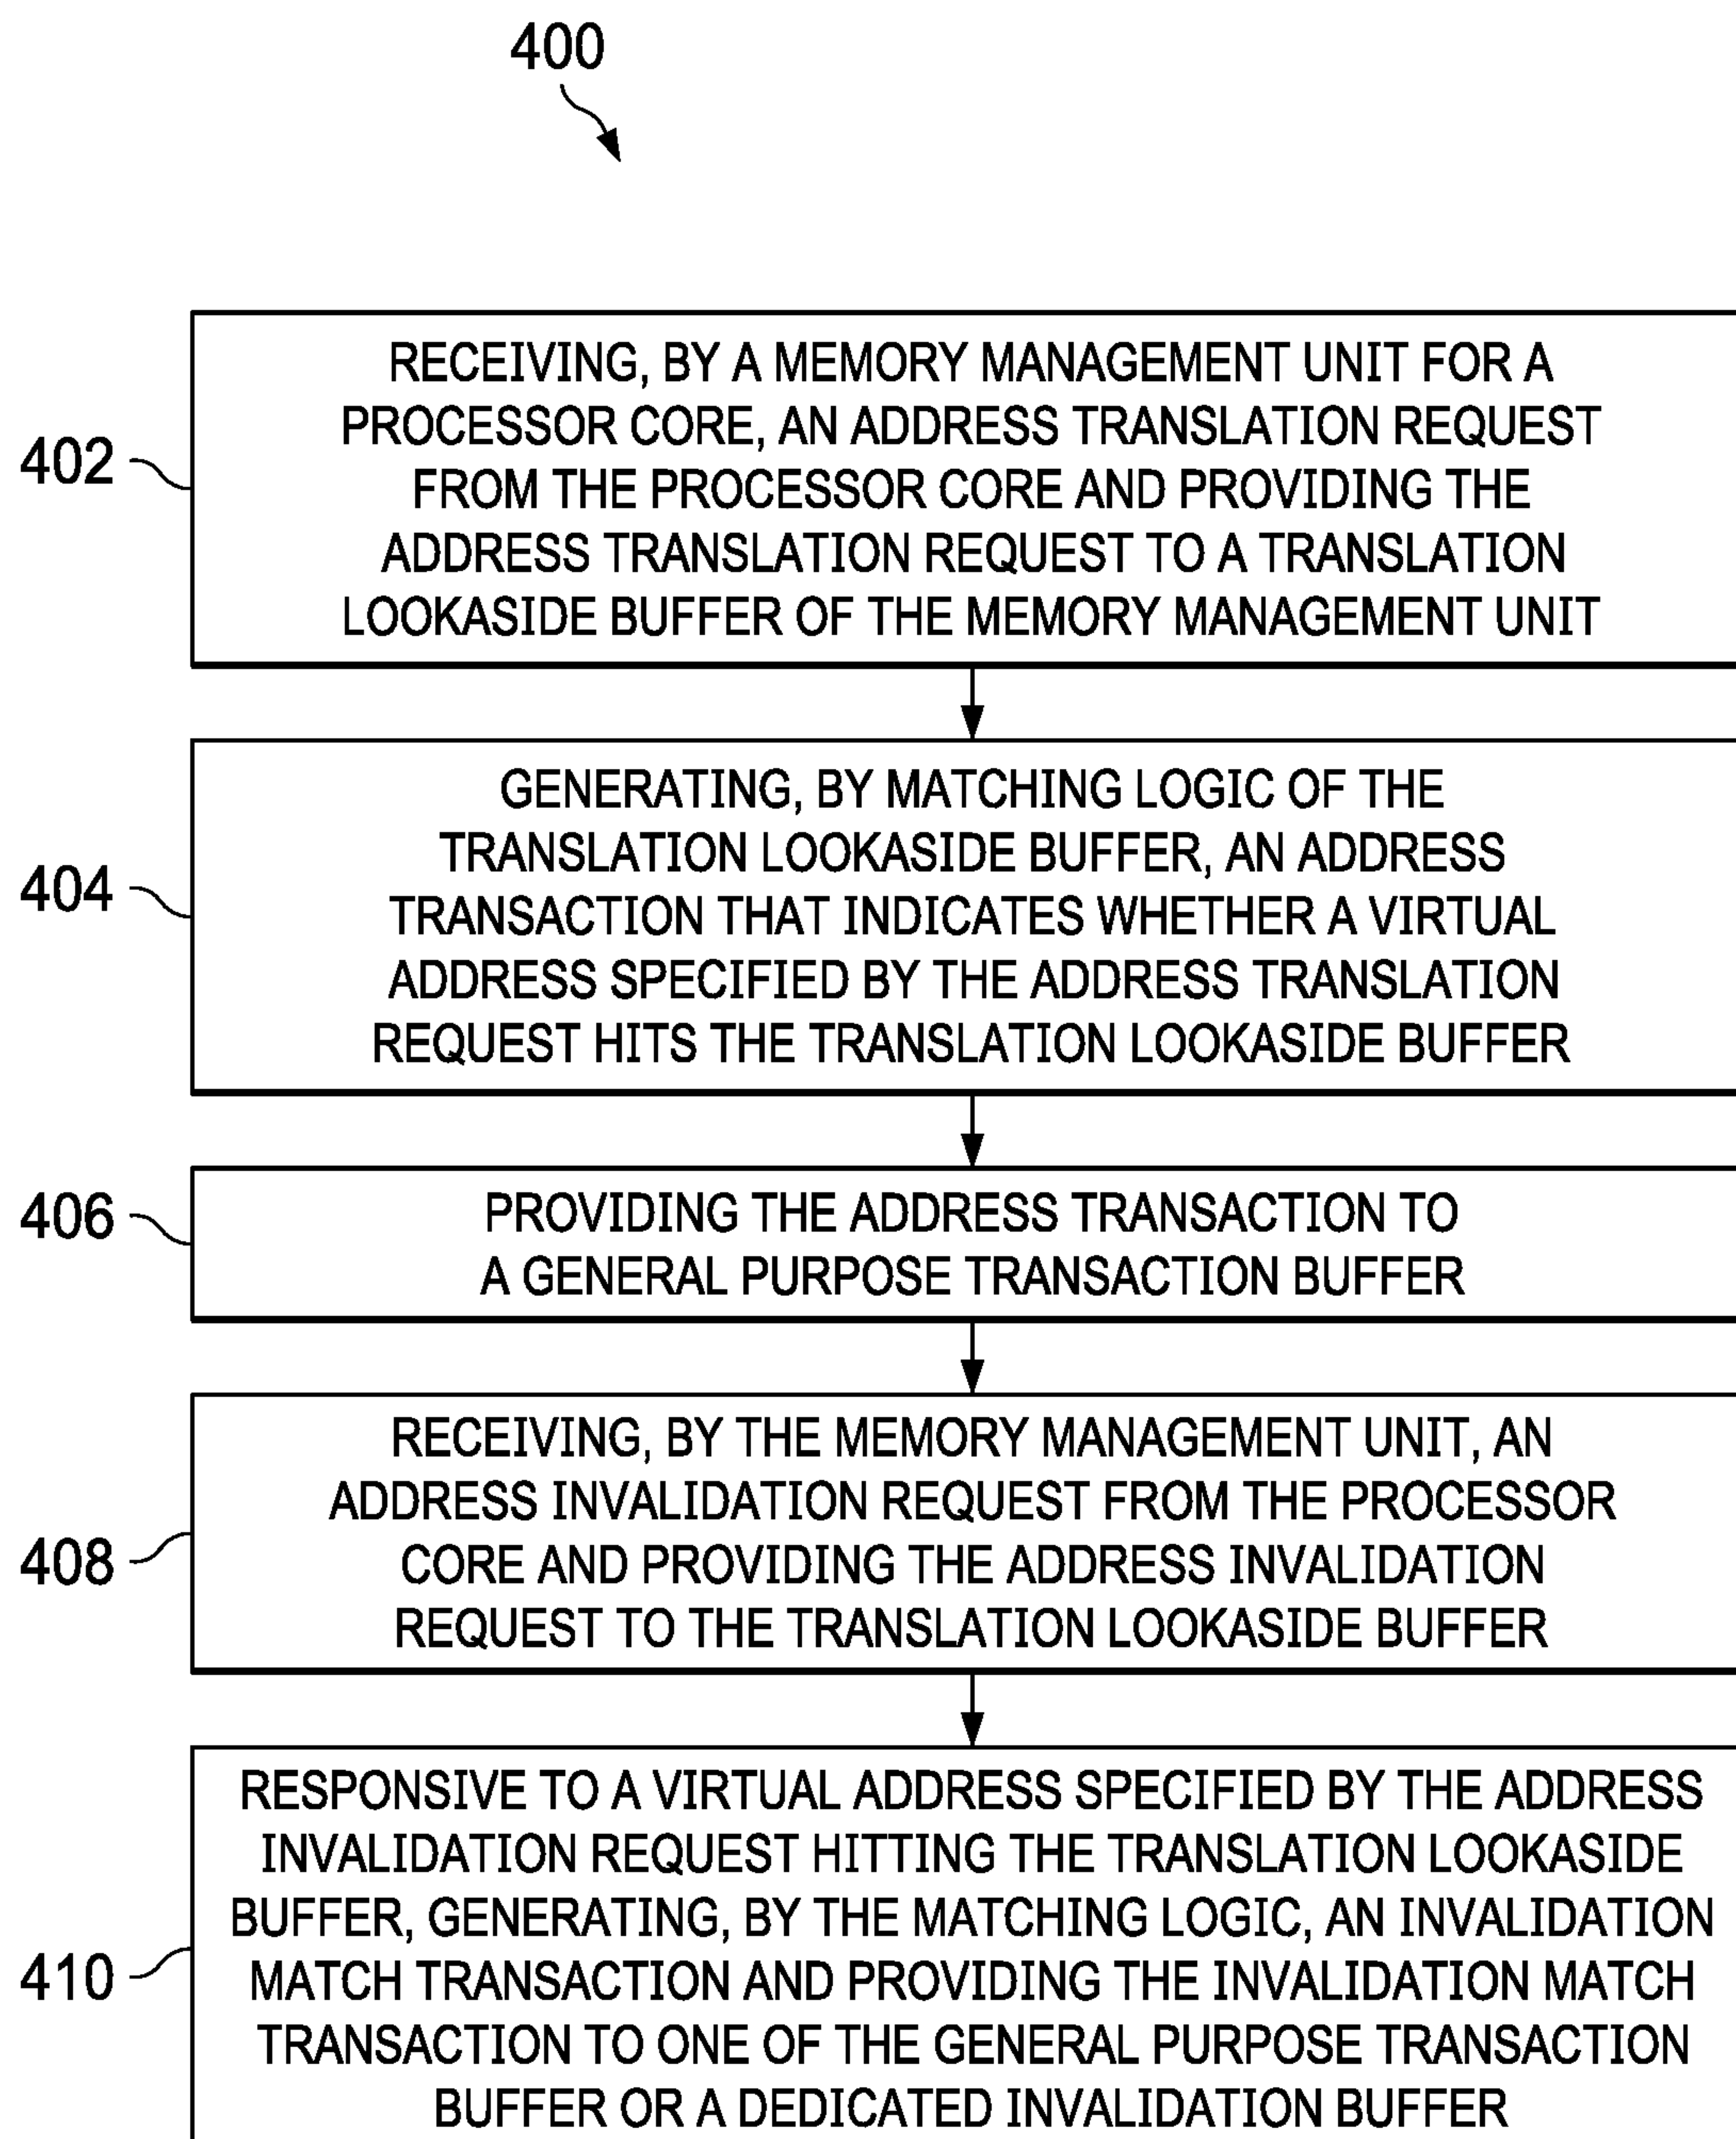 400
402
RECEIVING, BY A MEMORY MANAGEMENT UNIT FOR A
PROCESSOR CORE, AN ADDRESS TRANSLATION REQUEST
FROM THE PROCESSOR CORE AND PROVIDING THE
ADDRESS TRANSLATION REQUEST TO A TRANSLATION
LOOKASIDE BUFFER OF THE MEMORY MANAGEMENT UNIT
404
GENERATING, BY MATCHING LOGIC OF THE
TRANSLATION LOOKASIDE BUFFER, AN ADDRESS
TRANSACTION THAT INDICATES WHETHER A VIRTUAL
ADDRESS SPECIFIED BY THE ADDRESS TRANSLATION
REQUEST HITS THE TRANSLATION LOOKASIDE BUFFER
406
PROVIDING THE ADDRESS TRANSACTION TO
A GENERAL PURPOSE TRANSACTION BUFFER
408
RECEIVING, BY THE MEMORY MANAGEMENT UNIT, AN
ADDRESS INVALIDATION REQUEST FROM THE PROCESSOR
CORE AND PROVIDING THE ADDRESS INVALIDATION
REQUEST TO THE TRANSLATION LOOKASIDE BUFFER
410
RESPONSIVE TO A VIRTUAL ADDRESS SPECIFIED BY THE ADDRESS
INVALIDATION REQUEST HITTING THE TRANSLATION LOOKASIDE
BUFFER, GENERATING, BY THE MATCHING LOGIC, AN INVALIDATION
MATCH TRANSACTION AND PROVIDING THE INVALIDATION MATCH
TRANSACTION TO ONE OF THE GENERAL PURPOSE TRANSACTION
BUFFER OR A DEDICATED INVALIDATION BUFFER